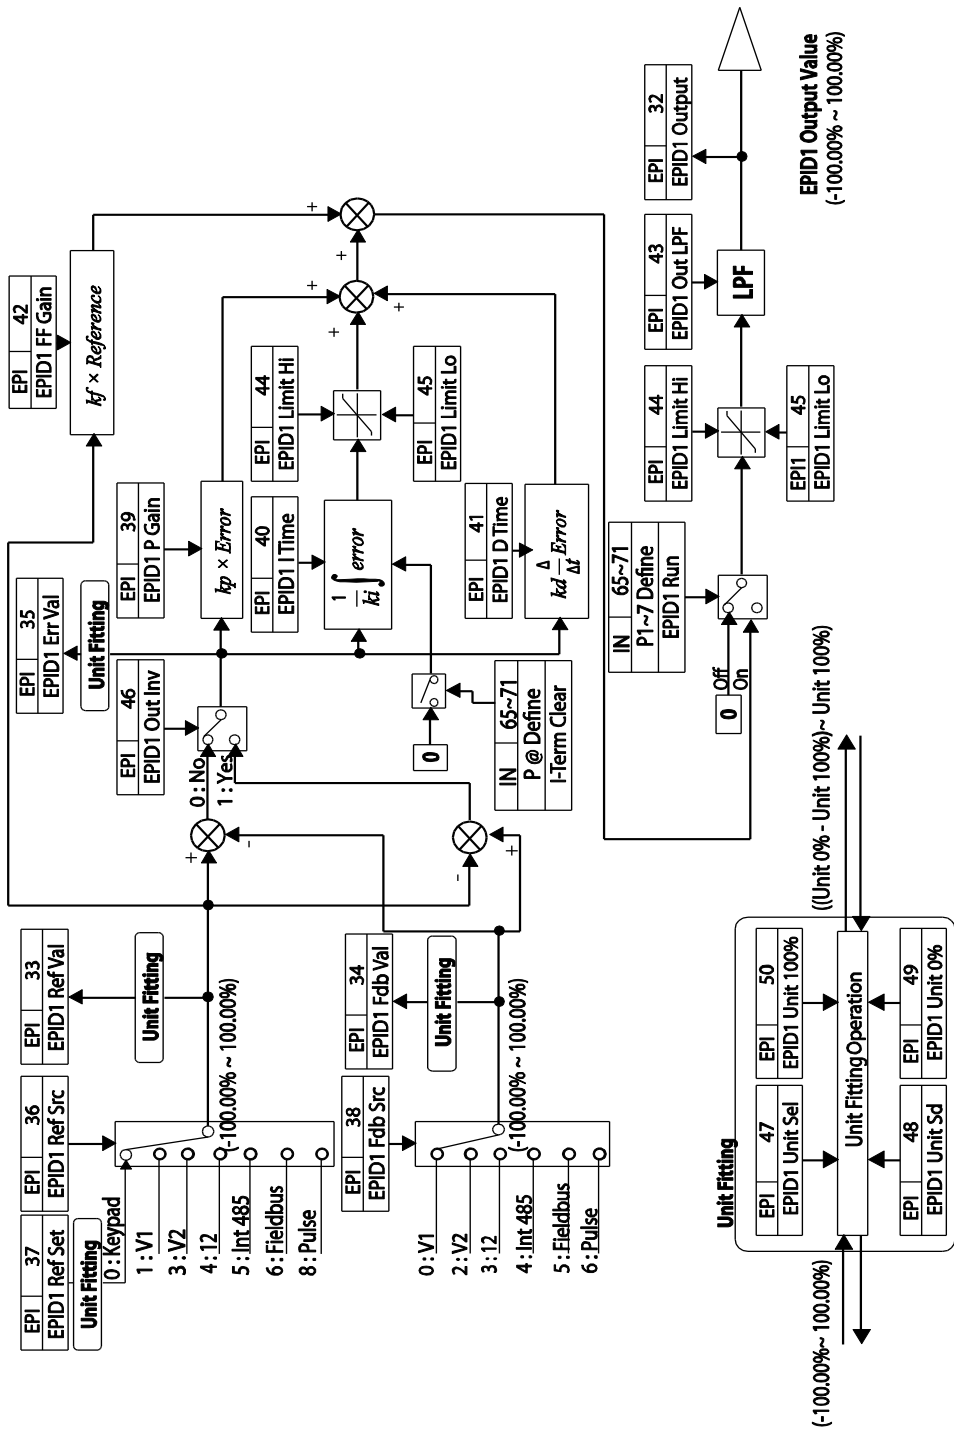 EPI 37
EPID1 Ref Set
Unit Fitting
EPI 36
EPID1 Ref Src
EPI 33
EPID1 Ref Val
Unit Fitting
0 : Keypad
1 : V1
3 : V2
4 : 12
5 : Int 485
6 : Fieldbus
8 : Pulse
(-100.00% ~ 100.00%)
EPI 38
EPID1 Fdb Src
EPI 34
EPID1 Fdb Val
Unit Fitting
0 : V1
2 : V2
3 : 12
4 : Int 485
5 : Fieldbus
6 : Pulse
(-100.00% ~ 100.00%)
+
-
-
+
EPI 35
EPID1 Err Val
Unit Fitting
EPI 46
EPID1 Out Inv
0 : No
1 : Yes
EPI 42
EPID1 FF Gain
kf × Reference
EPI 39
EPID1 P Gain
kp × Error
EPI 40
EPID1 I Time
1/ki ∫ error
EPI 44
EPID1 Limit Hi
EPI 45
EPID1 Limit Lo
EPI 41
EPID1 D Time
kd Δ/Δt Error
0
IN 65~71
P @ Define
I-Term Clear
+
+
+
+
+
IN 65~71
P1~7 Define
EPID1 Run
0
Off
On
EPI 44
EPID1 Limit Hi
EPI1 45
EPID1 Limit Lo
EPI 43
EPID1 Out LPF
LPF
EPI 32
EPID1 Output
EPID1 Output Value
(-100.00% ~ 100.00%)
Unit Fitting
EPI 47
EPID1 Unit Sel
EPI 50
EPID1 Unit 100%
Unit Fitting Operation
EPI 48
EPID1 Unit Sd
EPI 49
EPID1 Unit 0%
(-100.00%~ 100.00%)
((Unit 0% - Unit 100%)~ Unit 100%)